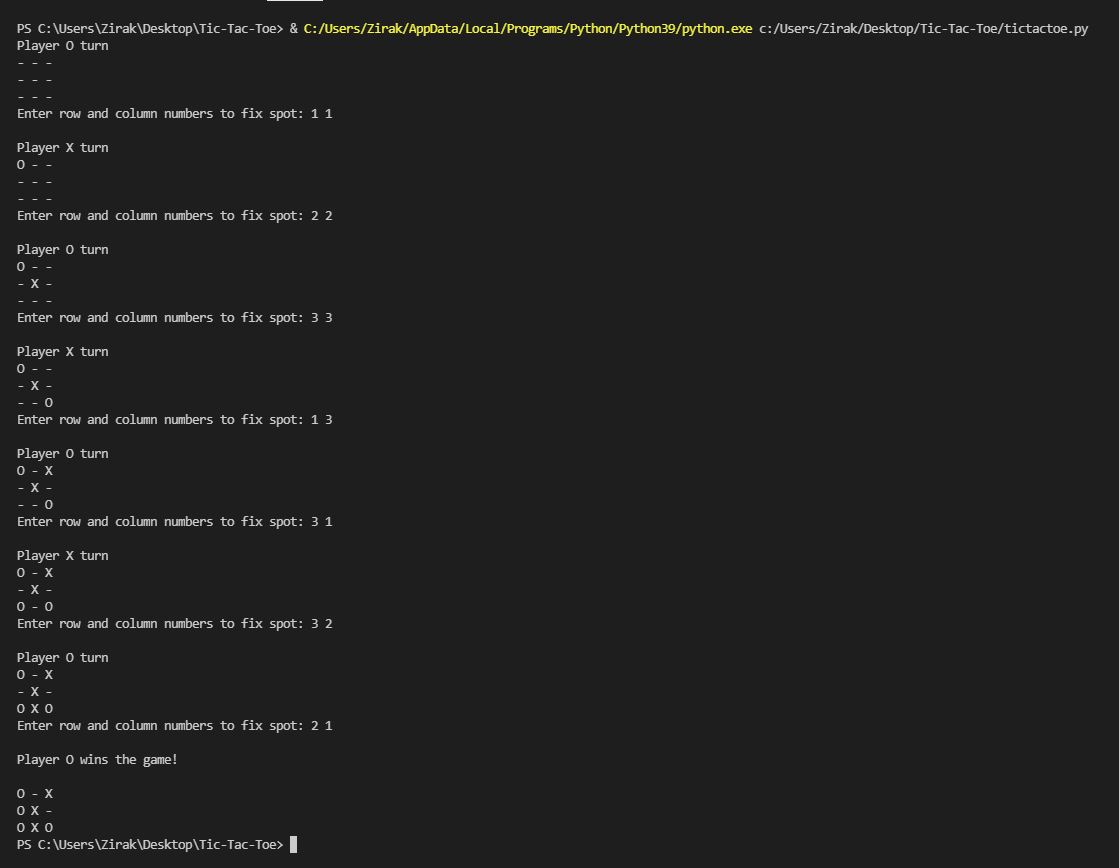 PS C:\Users\Zirak\Desktop\Tic-Tac-Toe> & C:/Users/Zirak/AppData/Local/Programs/Python/Python39/python.exe c:/Users/Zirak/Desktop/Tic-Tac-Toe/tictactoe.py
Player O turn
- - -
- - -
- - -
Enter row and column numbers to fix spot: 1 1
Player X turn
O - -
- - -
- - -
Enter row and column numbers to fix spot: 2 2
Player O turn
O - -
- X -
- - -
Enter row and column numbers to fix spot: 3 3
Player X turn
O - -
- X -
- - O
Enter row and column numbers to fix spot: 1 3
Player O turn
O - X
- X -
- - O
Enter row and column numbers to fix spot: 3 1
Player X turn
O - X
- X -
O - O
Enter row and column numbers to fix spot: 3 2
Player O turn
O - X
- X -
O X O
Enter row and column numbers to fix spot: 2 1
Player O wins the game!
O - X
O X -
O X O
PS C:\Users\Zirak\Desktop\Tic-Tac-Toe>